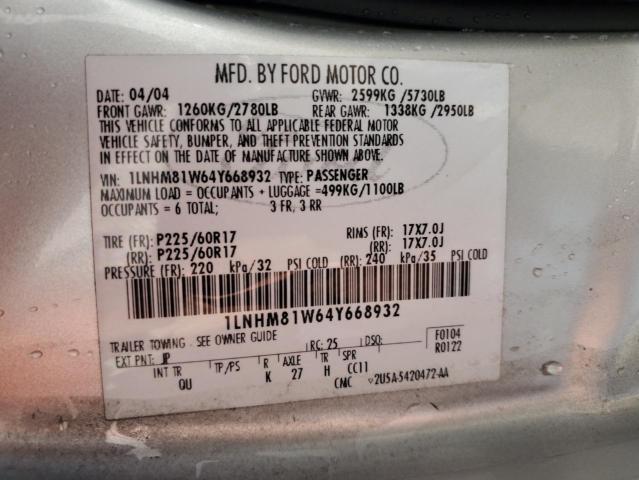 MFD. BY FORD MOTOR CO.
DATE: 04/04 GVWR: 2599KG /5730LB
FRONT GAWR: 1260KG/2780LB REAR GAWR: 1338KG /2950LB
THIS VEHICLE CONFORMS TO ALL APPLICABLE FEDERAL MOTOR
VEHICLE SAFETY, BUMPER, AND THEFT PREVENTION STANDARDS
IN EFFECT ON THE DATE OF MANUFACTURE SHOWN ABOVE.
VIN: 1LNHM81W64Y668932 TYPE: PASSENGER
MAXIMUM LOAD = OCCUPANTS + LUGGAGE =499KG/1100LB
OCCUPANTS = 6 TOTAL; 3 FR, 3 RR
TIRE (FR): P225/60R17 RIMS (FR): 17X7.0J
(RR): P225/60R17 (RR): 17X7.0J
PRESSURE (FR): 220 kPa/32 PSI COLD (RR): 240 kPa/35 PSI COLD
1LNHM81W64Y668932
TRAILER TOWING - SEE OWNER GUIDE RC: 25 DSO: F0104
EXT PNT: JP R0122
INT TR TP/PS R AXLE TR SPR
QU K 27 H CC11
CMC 2U5A-5420472-AA